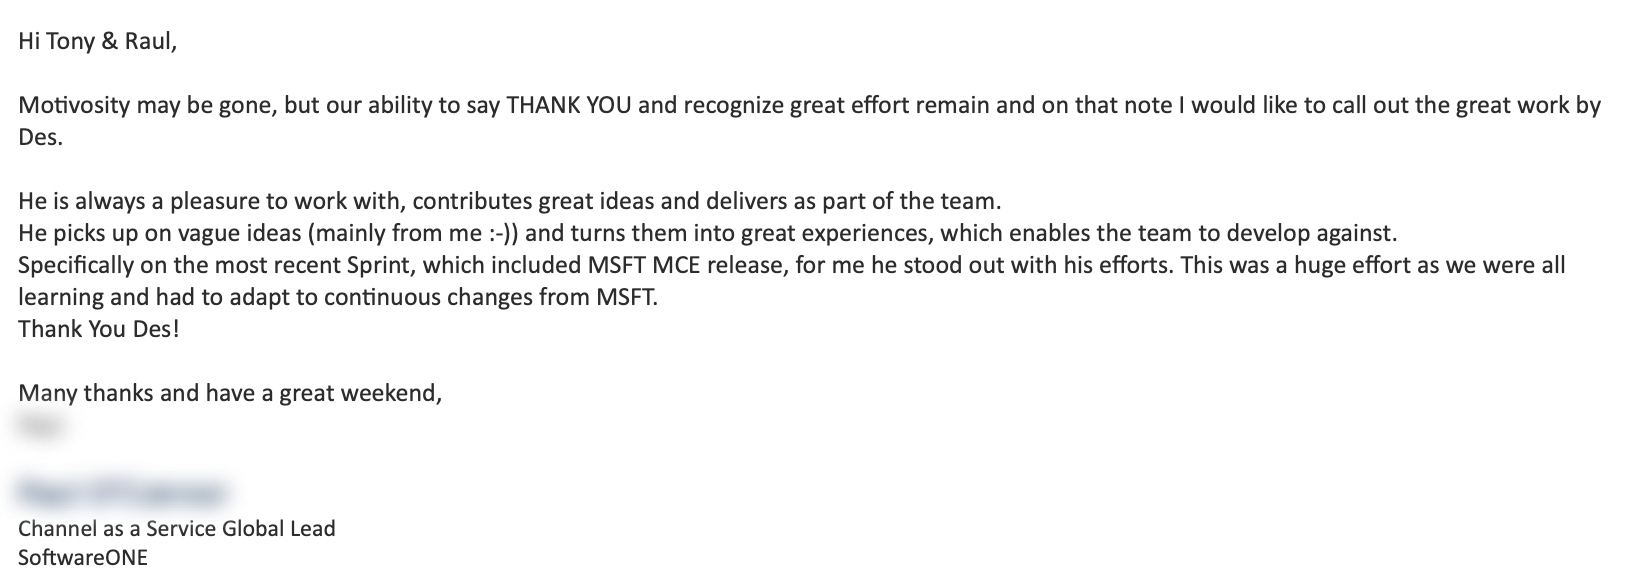 Hi Tony & Raul,
Motivosity may be gone, but our ability to say THANK YOU and recognize great effort remain and on that note I would like to call out the great work by
Des.
He is always a pleasure to work with, contributes great ideas and delivers as part of the team.
He picks up on vague ideas (mainly from me :-)) and turns them into great experiences, which enables the team to develop against.
Specifically on the most recent Sprint, which included MSFT MCE release, for me he stood out with his efforts. This was a huge effort as we were all
learning and had to adapt to continuous changes from MSFT.
Thank You Des!
Many thanks and have a great weekend,
Channel as a Service Global Lead
SoftwareONE